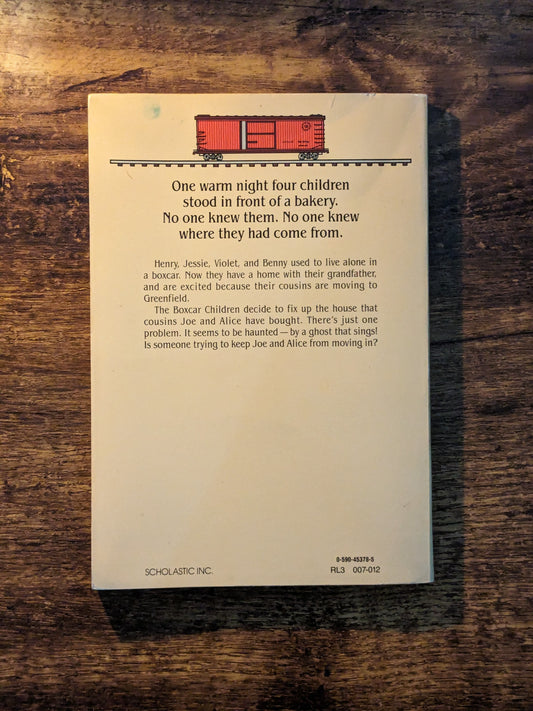 One warm night four children
stood in front of a bakery.
No one knew them. No one knew
where they had come from.
Henry, Jessie, Violet, and Benny used to live alone in
a boxcar. Now they have a home with their grandfather,
and are excited because their cousins are moving to
Greenfield.
The Boxcar Children decide to fix up the house that
cousins Joe and Alice have bought. There's just one
problem. It seems to be haunted — by a ghost that sings!
Is someone trying to keep Joe and Alice from moving in?
0-590-45378-5
SCHOLASTIC INC.
RL3 007-012